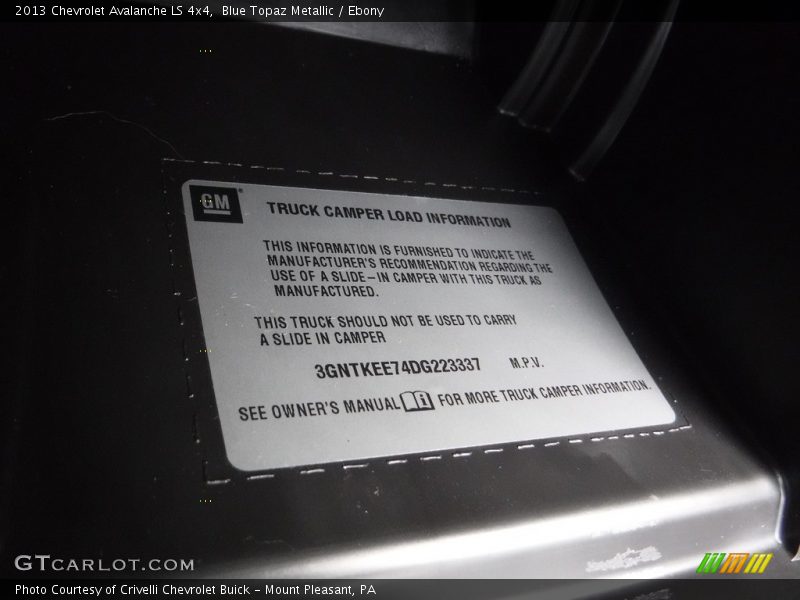 2013 Chevrolet Avalanche LS 4x4, Blue Topaz Metallic / Ebony
GM
TRUCK CAMPER LOAD INFORMATION
THIS INFORMATION IS FURNISHED TO INDICATE THE
MANUFACTURER'S RECOMMENDATION REGARDING THE
USE OF A SLIDE-IN CAMPER WITH THIS TRUCK AS
MANUFACTURED.
THIS TRUCK SHOULD NOT BE USED TO CARRY
A SLIDE IN CAMPER
3GNTKEE74DG223337 M.P.V.
SEE OWNER'S MANUAL FOR MORE TRUCK CAMPER INFORMATION.
GTCARLOT.COM
Photo Courtesy of Crivelli Chevrolet Buick - Mount Pleasant, PA